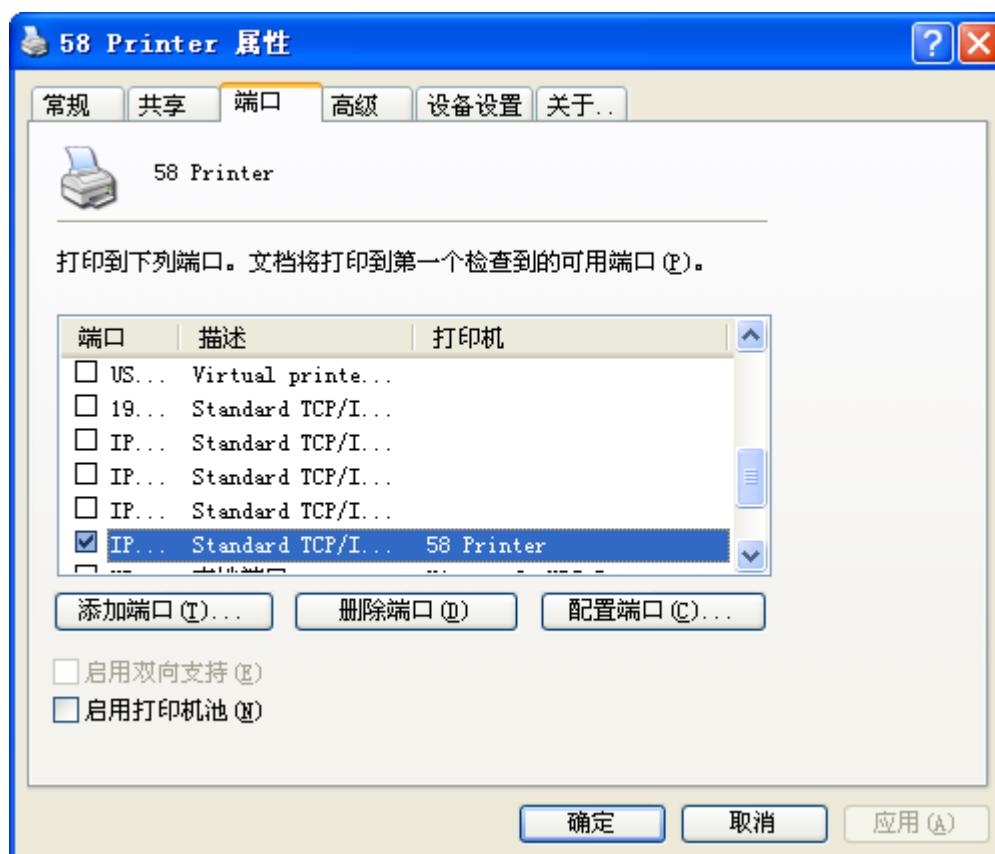 58 Printer 属性
常规 共享 端口 高级 设备设置 关于..
58 Printer
打印到下列端口。文档将打印到第一个检查到的可用端口(P)。
端口 描述 打印机
US... Virtual printe...
19... Standard TCP/I...
IP... Standard TCP/I...
IP... Standard TCP/I...
IP... Standard TCP/I...
IP... Standard TCP/I... 58 Printer
添加端口(T)... 删除端口(D) 配置端口(C)...
启用双向支持(E)
启用打印机池(N)
确定 取消 应用(A)